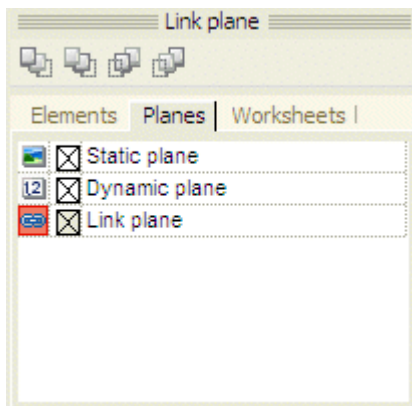 Link plane
Elements Planes Worksheets
Static plane
12 Dynamic plane
Link plane